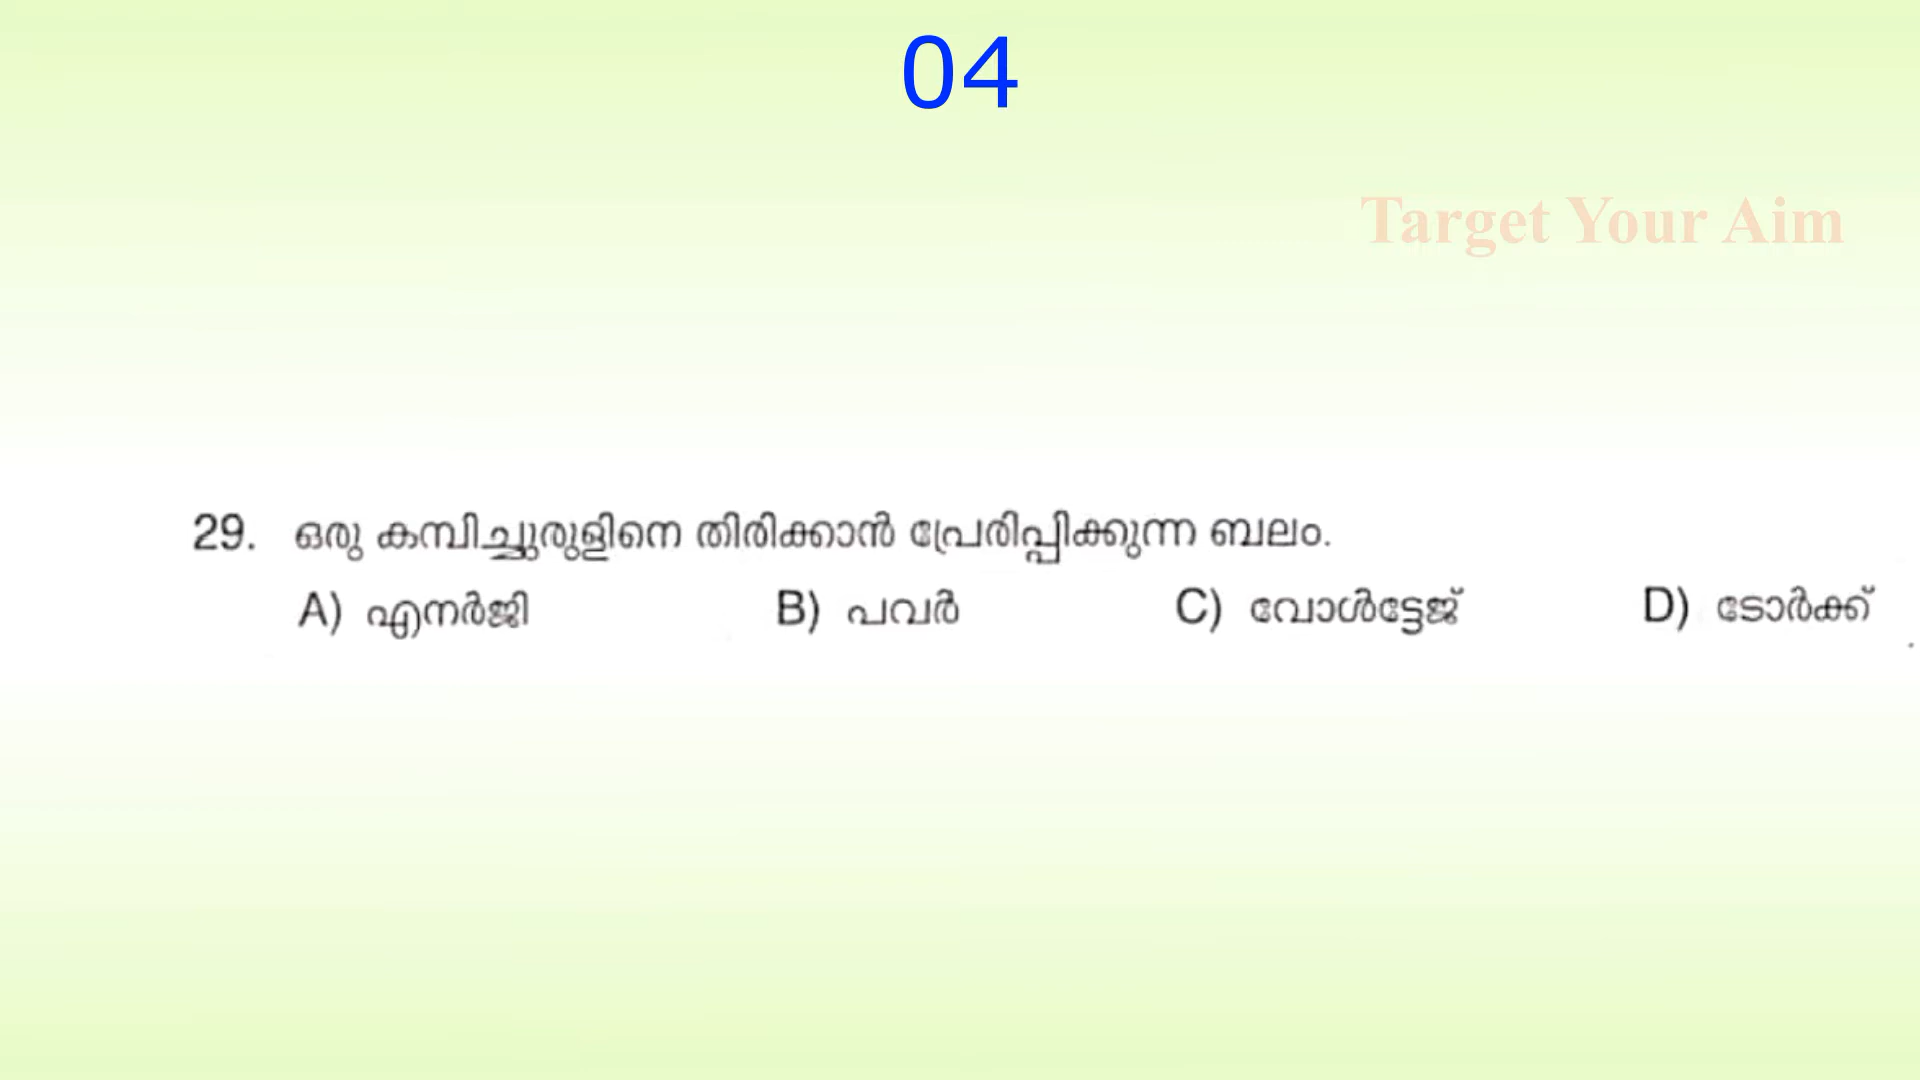 04
Target Your Aim
29. ഒരു കമ്പിച്ചുരുളിനെ തിരിക്കാൻ പ്രേരിപ്പിക്കുന്ന ബലം.
A) എനർജി B) പവർ C) വോൾട്ടേജ് D) ടോർക്ക്